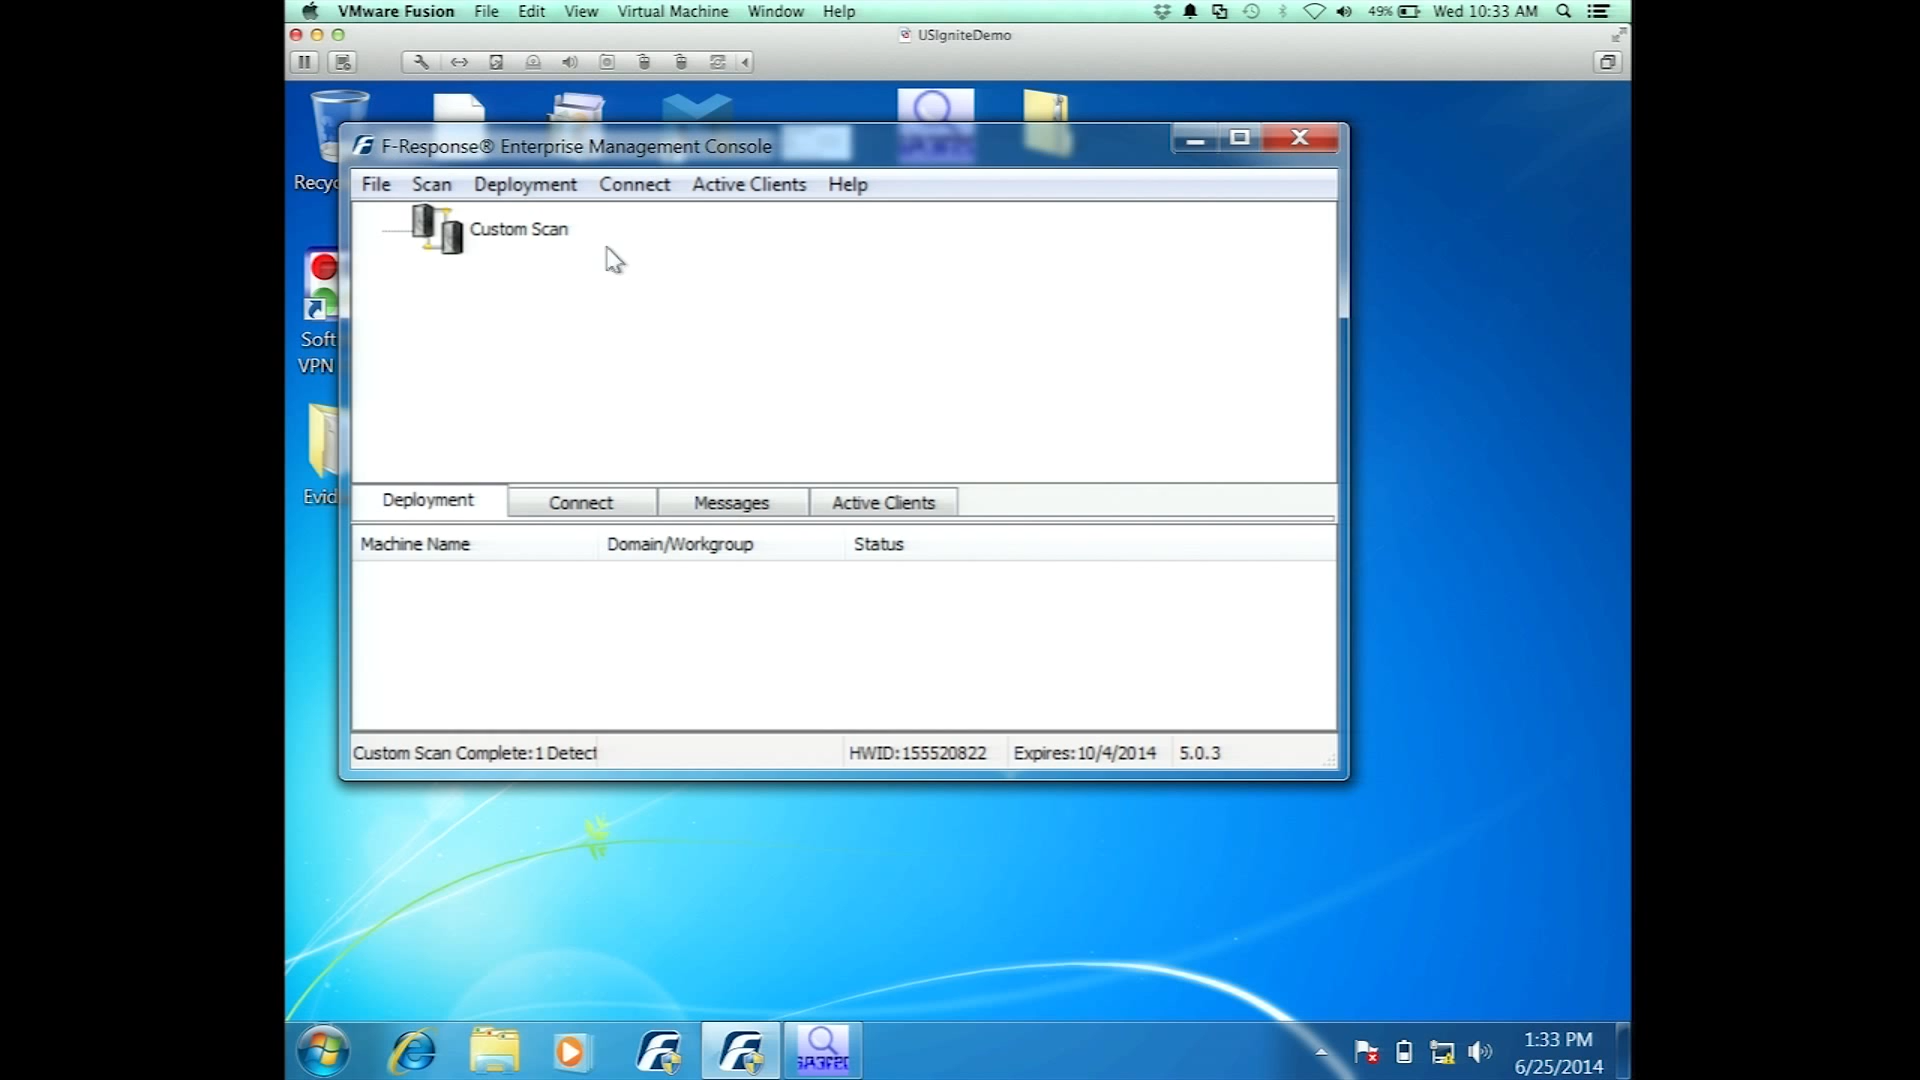 VMware Fusion File Edit View Virtual Machine Window Help 49% Wed 10:33 AM
USIgniteDemo
F-Response® Enterprise Management Console
Recyc
File Scan Deployment Connect Active Clients Help
Custom Scan
Soft
VPN
Evid
Deployment Connect Messages Active Clients
Machine Name Domain/Workgroup Status
Custom Scan Complete:1 Detect HWID:155520822 Expires:10/4/2014 5.0.3
1:33 PM
6/25/2014